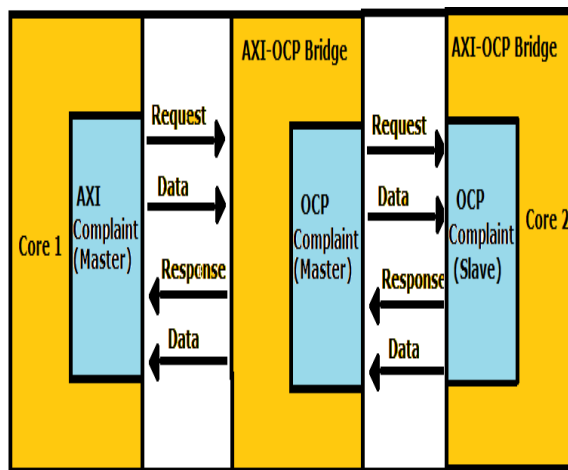 AXI-OCP Bridge
AXI-OCP Bridge
Request
Data
Response
Data
Request
Data
Response
Data
Core 1
AXI
Complaint
(Master)
OCP
Complaint
(Master)
OCP
Complaint
(Slave)
Core 2